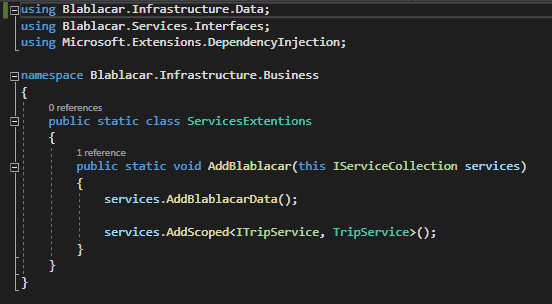 using Blablacar.Infrastructure.Data;
using Blablacar.Services.Interfaces;
using Microsoft.Extensions.DependencyInjection;
namespace Blablacar.Infrastructure.Business
{
0 references
public static class ServicesExtentions
{
1 reference
public static void AddBlablacar(this IServiceCollection services)
{
services.AddBlablacarData();
services.AddScoped<ITripService, TripService>();
}
}
}